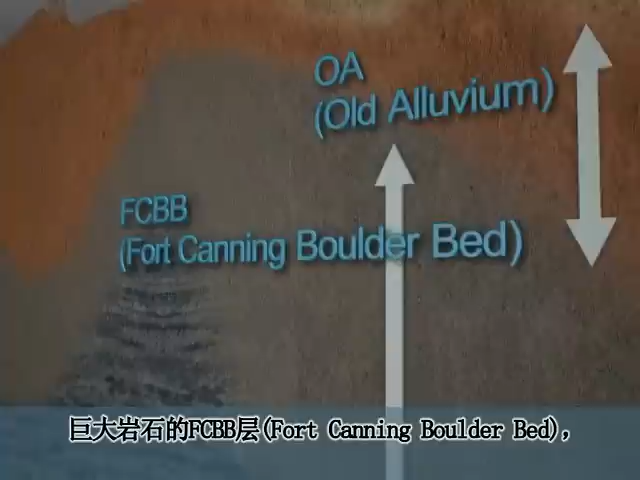 OA
(Old Alluvium)
FCBB
(Fort Canning Boulder Bed)
巨大岩石的FCBB层(Fort Canning Boulder Bed),